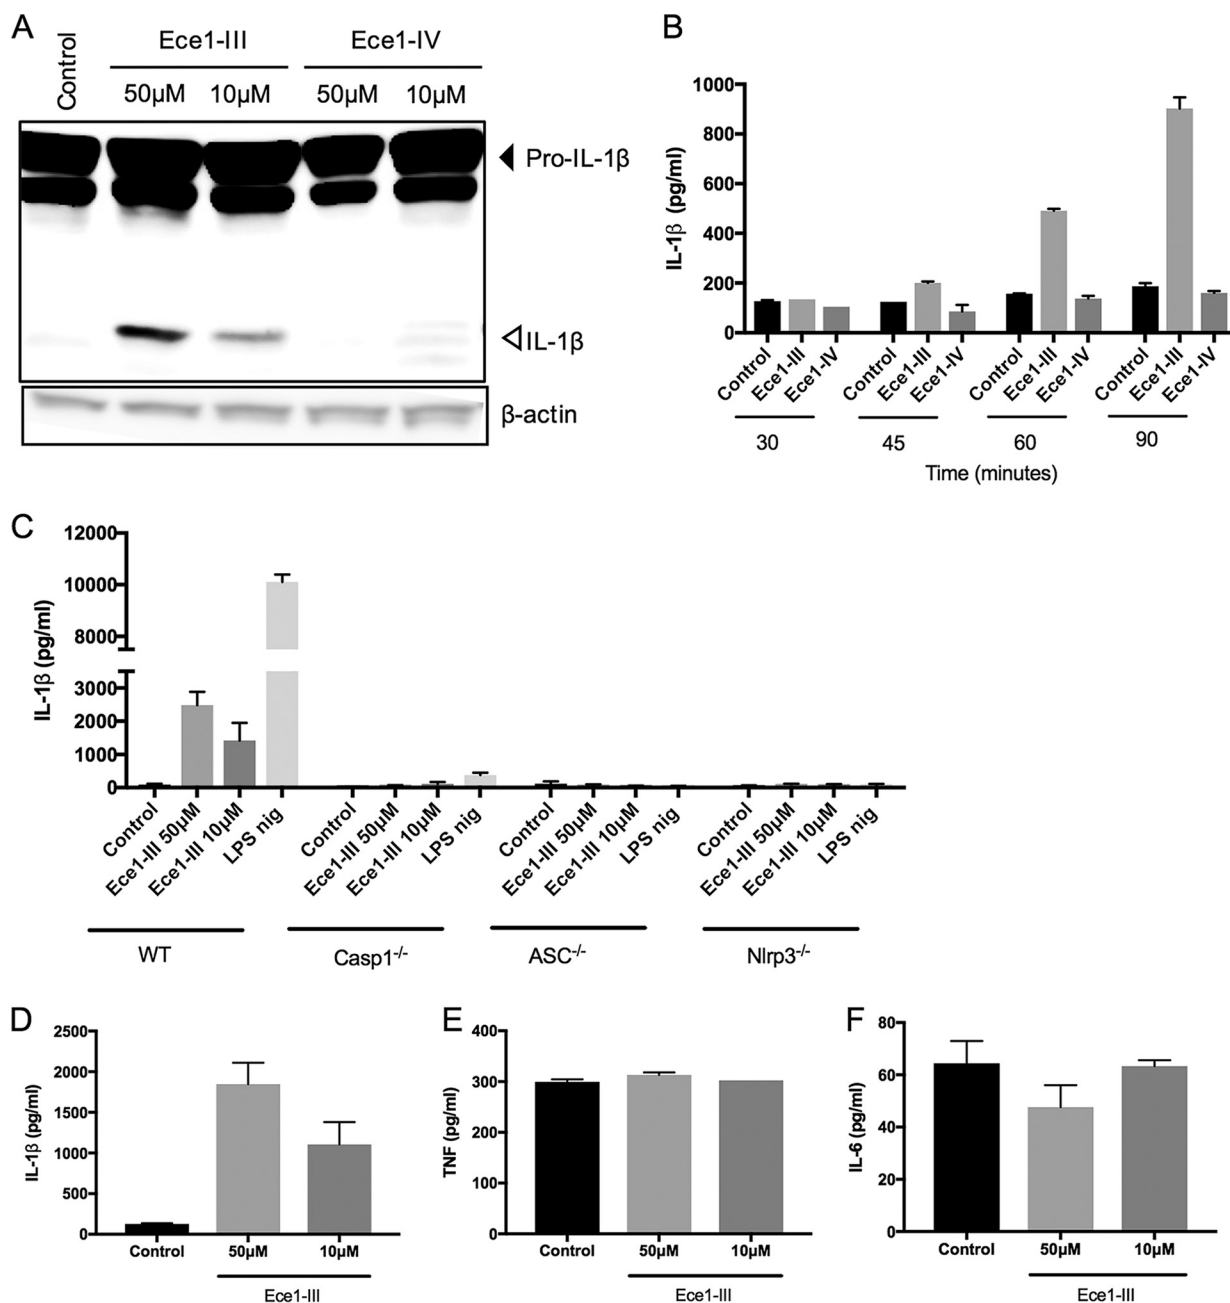 A
Control
Ece1-III
Ece1-IV
50µM
10µM
50µM
10µM
Pro-IL-1β
IL-1β
β-actin
B
IL-1β (pg/ml)
1000
800
600
400
200
0
Control
Ece1-III
Ece1-IV
Control
Ece1-III
Ece1-IV
Control
Ece1-III
Ece1-IV
Control
Ece1-III
Ece1-IV
30
45
60
90
Time (minutes)
C
IL-1β (pg/ml)
12000
10000
8000
3000
2000
1000
0
Control
Ece1-III 50µM
Ece1-III 10µM
LPS nig
Control
Ece1-III 50µM
Ece1-III 10µM
LPS nig
Control
Ece1-III 50µM
Ece1-III 10µM
LPS nig
Control
Ece1-III 50µM
Ece1-III 10µM
LPS nig
WT
Casp1-/-
ASC-/-
Nlrp3-/-
D
IL-1β (pg/ml)
2500
2000
1500
1000
500
0
Control
50µM
10µM
Ece1-III
E
TNF (pg/ml)
400
300
200
100
0
Control
50µM
10µM
Ece1-III
F
IL-6 (pg/ml)
80
60
40
20
0
Control
50µM
10µM
Ece1-III